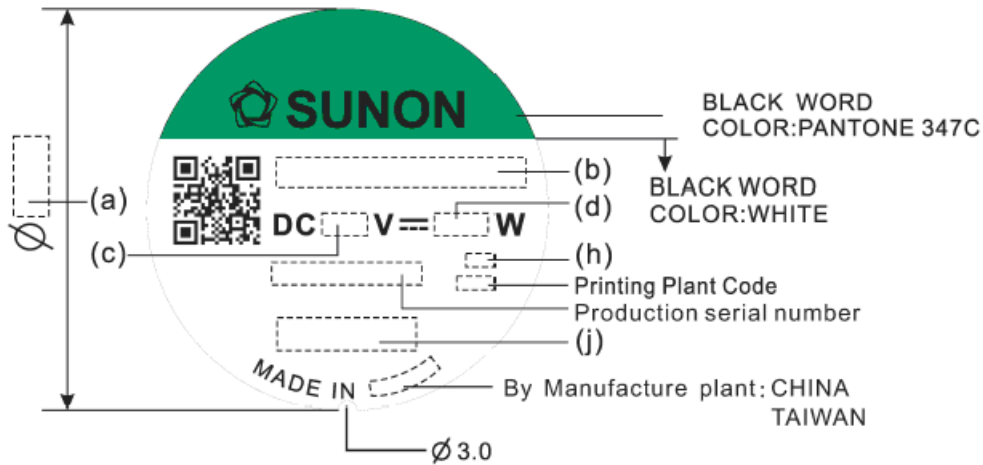 SUNON
BLACK WORD
COLOR:PANTONE 347C
BLACK WORD
COLOR:WHITE
(a)
(b)
(c)
(d)
DC V⎓ W
(h)
Printing Plant Code
Production serial number
(j)
MADE IN
By Manufacture plant: CHINA
TAIWAN
Ø
Ø 3.0